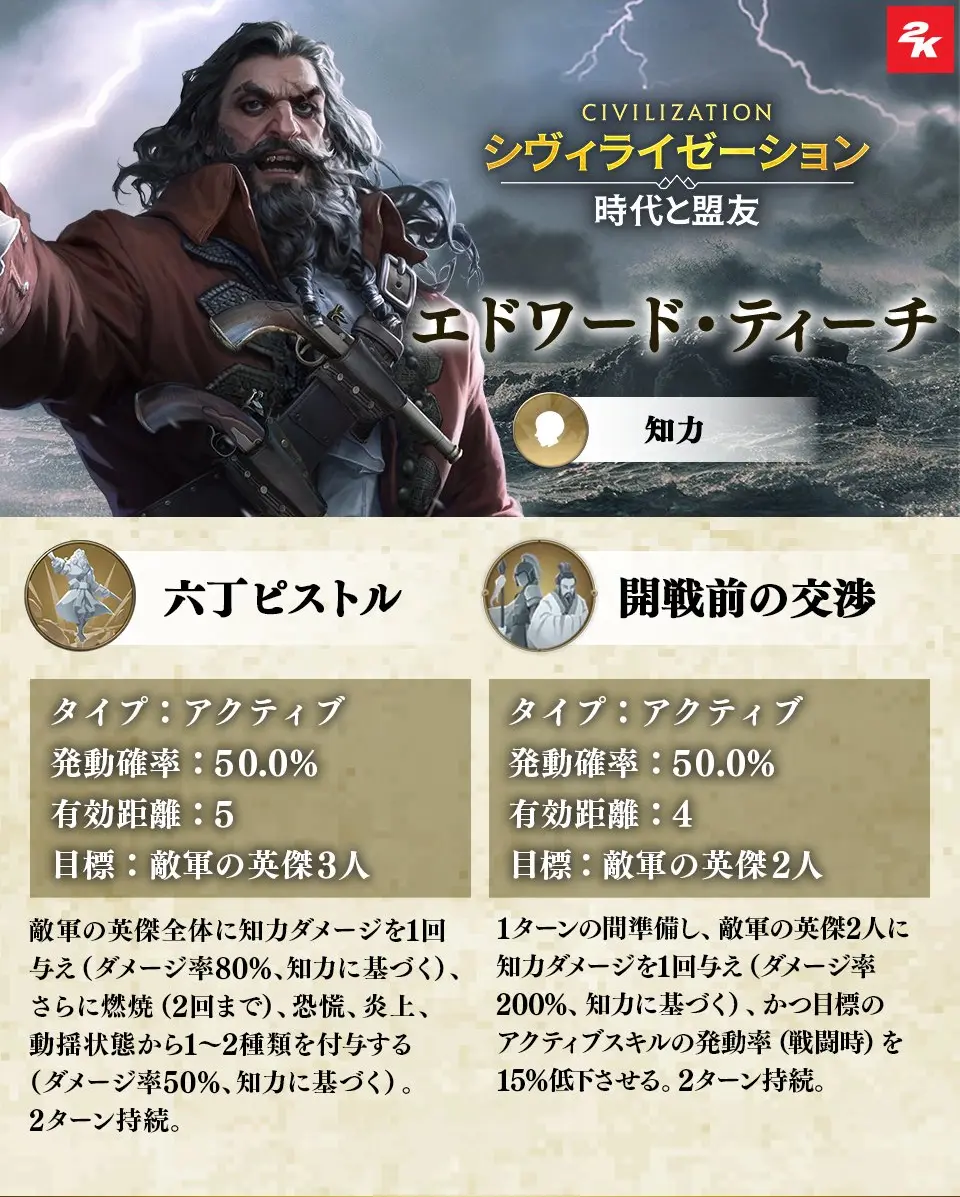 2K
CIVILIZATION
シヴィライゼーション
時代と盟友
エドワード・ティーチ
知力
六丁ピストル
タイプ：アクティブ
発動確率：50.0%
有効距離：5
目標：敵軍の英傑3人
敵軍の英傑全体に知力ダメージを1回
与え（ダメージ率80%、知力に基づく）、
さらに燃焼（2回まで）、恐慌、炎上、
動揺状態から1～2種類を付与する
（ダメージ率50%、知力に基づく）。
2ターン持続。
開戦前の交渉
タイプ：アクティブ
発動確率：50.0%
有効距離：4
目標：敵軍の英傑2人
1ターンの間準備し、敵軍の英傑2人に
知力ダメージを1回与え（ダメージ率
200%、知力に基づく）、かつ目標の
アクティブスキルの発動率（戦闘時）を
15%低下させる。2ターン持続。